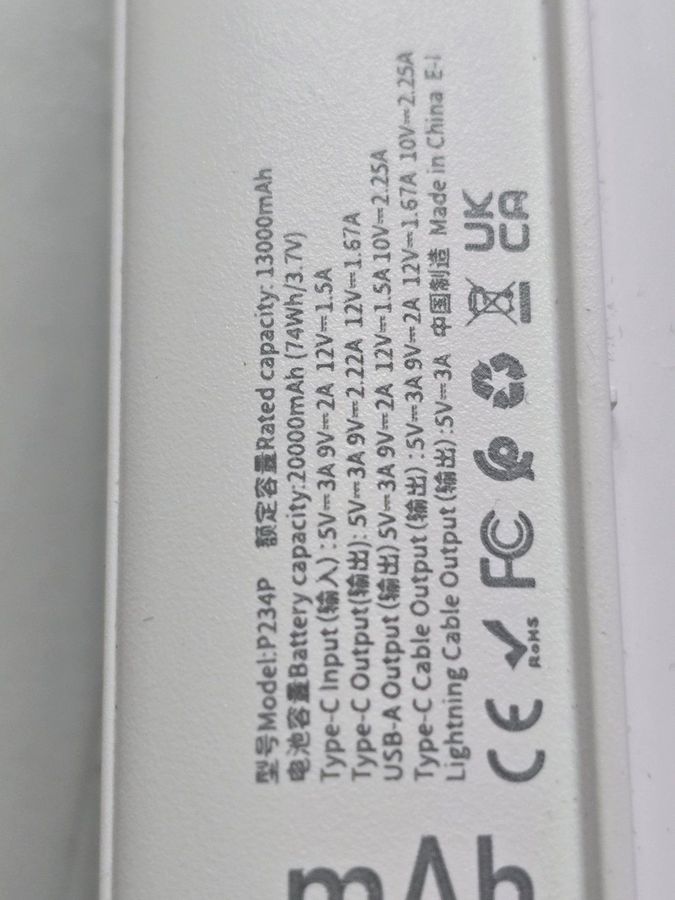 型号Model:P234P 额定容量Rated capacity: 13000mAh
电池容量Battery capacity:20000mAh (74Wh/3.7V)
Type-C Input (输入) :5V⎓3A 9V⎓2A 12V⎓1.5A
Type-C Output(输出): 5V⎓3A 9V⎓2.22A 12V⎓1.67A
USB-A Output (输出) 5V⎓3A 9V⎓2A 12V⎓1.5A 10V⎓2.25A
Type-C Cable Output (输出) :5V⎓3A 9V⎓2A 12V⎓1.67A 10V⎓2.25A
Lightning Cable Output (输出) :5V⎓3A 中国制造 Made in China
CE RoHS FC UK CA
mAh